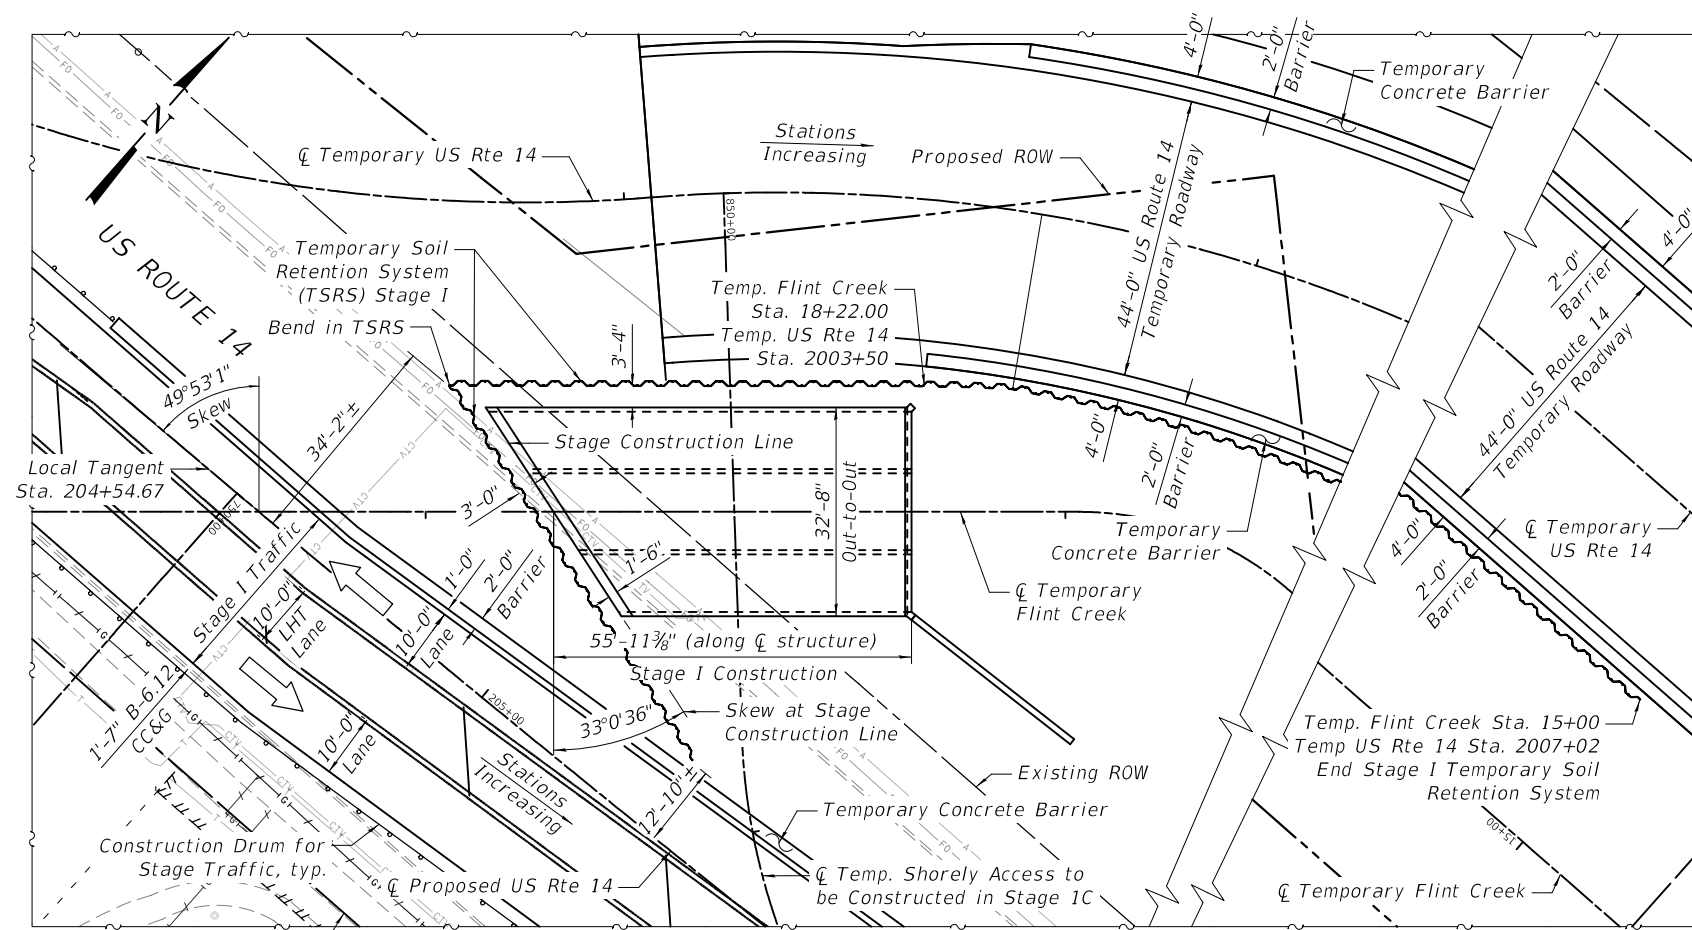 4'-0"
2'-0"
Barrier
Temporary
Concrete Barrier
N
Stations
Increasing
℄ Temporary US Rte 14
Proposed ROW
44'-0" US Route 14
Temporary Roadway
850+00
4'-0"
2'-0"
Barrier
US ROUTE 14
Temporary Soil
Retention System
(TSRS) Stage I
Bend in TSRS
Temp. Flint Creek
Sta. 18+22.00
Temp. US Rte 14
Sta. 2003+50
3'-4"
44'-0" US Route 14
Temporary Roadway
49°53'1"
Skew
34'-2"±
Stage Construction Line
4'-0"
2'-0"
Barrier
Local Tangent
Sta. 204+54.67
3'-0"
32'-8"
Out-to-Out
Temporary
Concrete Barrier
℄ Temporary
US Rte 14
4'-0"
2'-0"
Barrier
Stage I Traffic
1'-0"
2'-0"
Barrier
1'-6"
℄ Temporary
Flint Creek
10'-0"
LHT
Lane
10'-0"
Lane
55'-11⅜" (along ℄ structure)
Stage I Construction
1'-7" B-6.12
CC&G
10'-0"
Lane
205+00
33°0'36"
Skew at Stage
Construction Line
Temp. Flint Creek Sta. 15+00
Temp US Rte 14 Sta. 2007+02
End Stage I Temporary Soil
Retention System
Stations
Increasing
12'-10"±
Existing ROW
Temporary Concrete Barrier
15+00
Construction Drum for
Stage Traffic, typ.
℄ Proposed US Rte 14
℄ Temp. Shorely Access to
be Constructed in Stage 1C
℄ Temporary Flint Creek